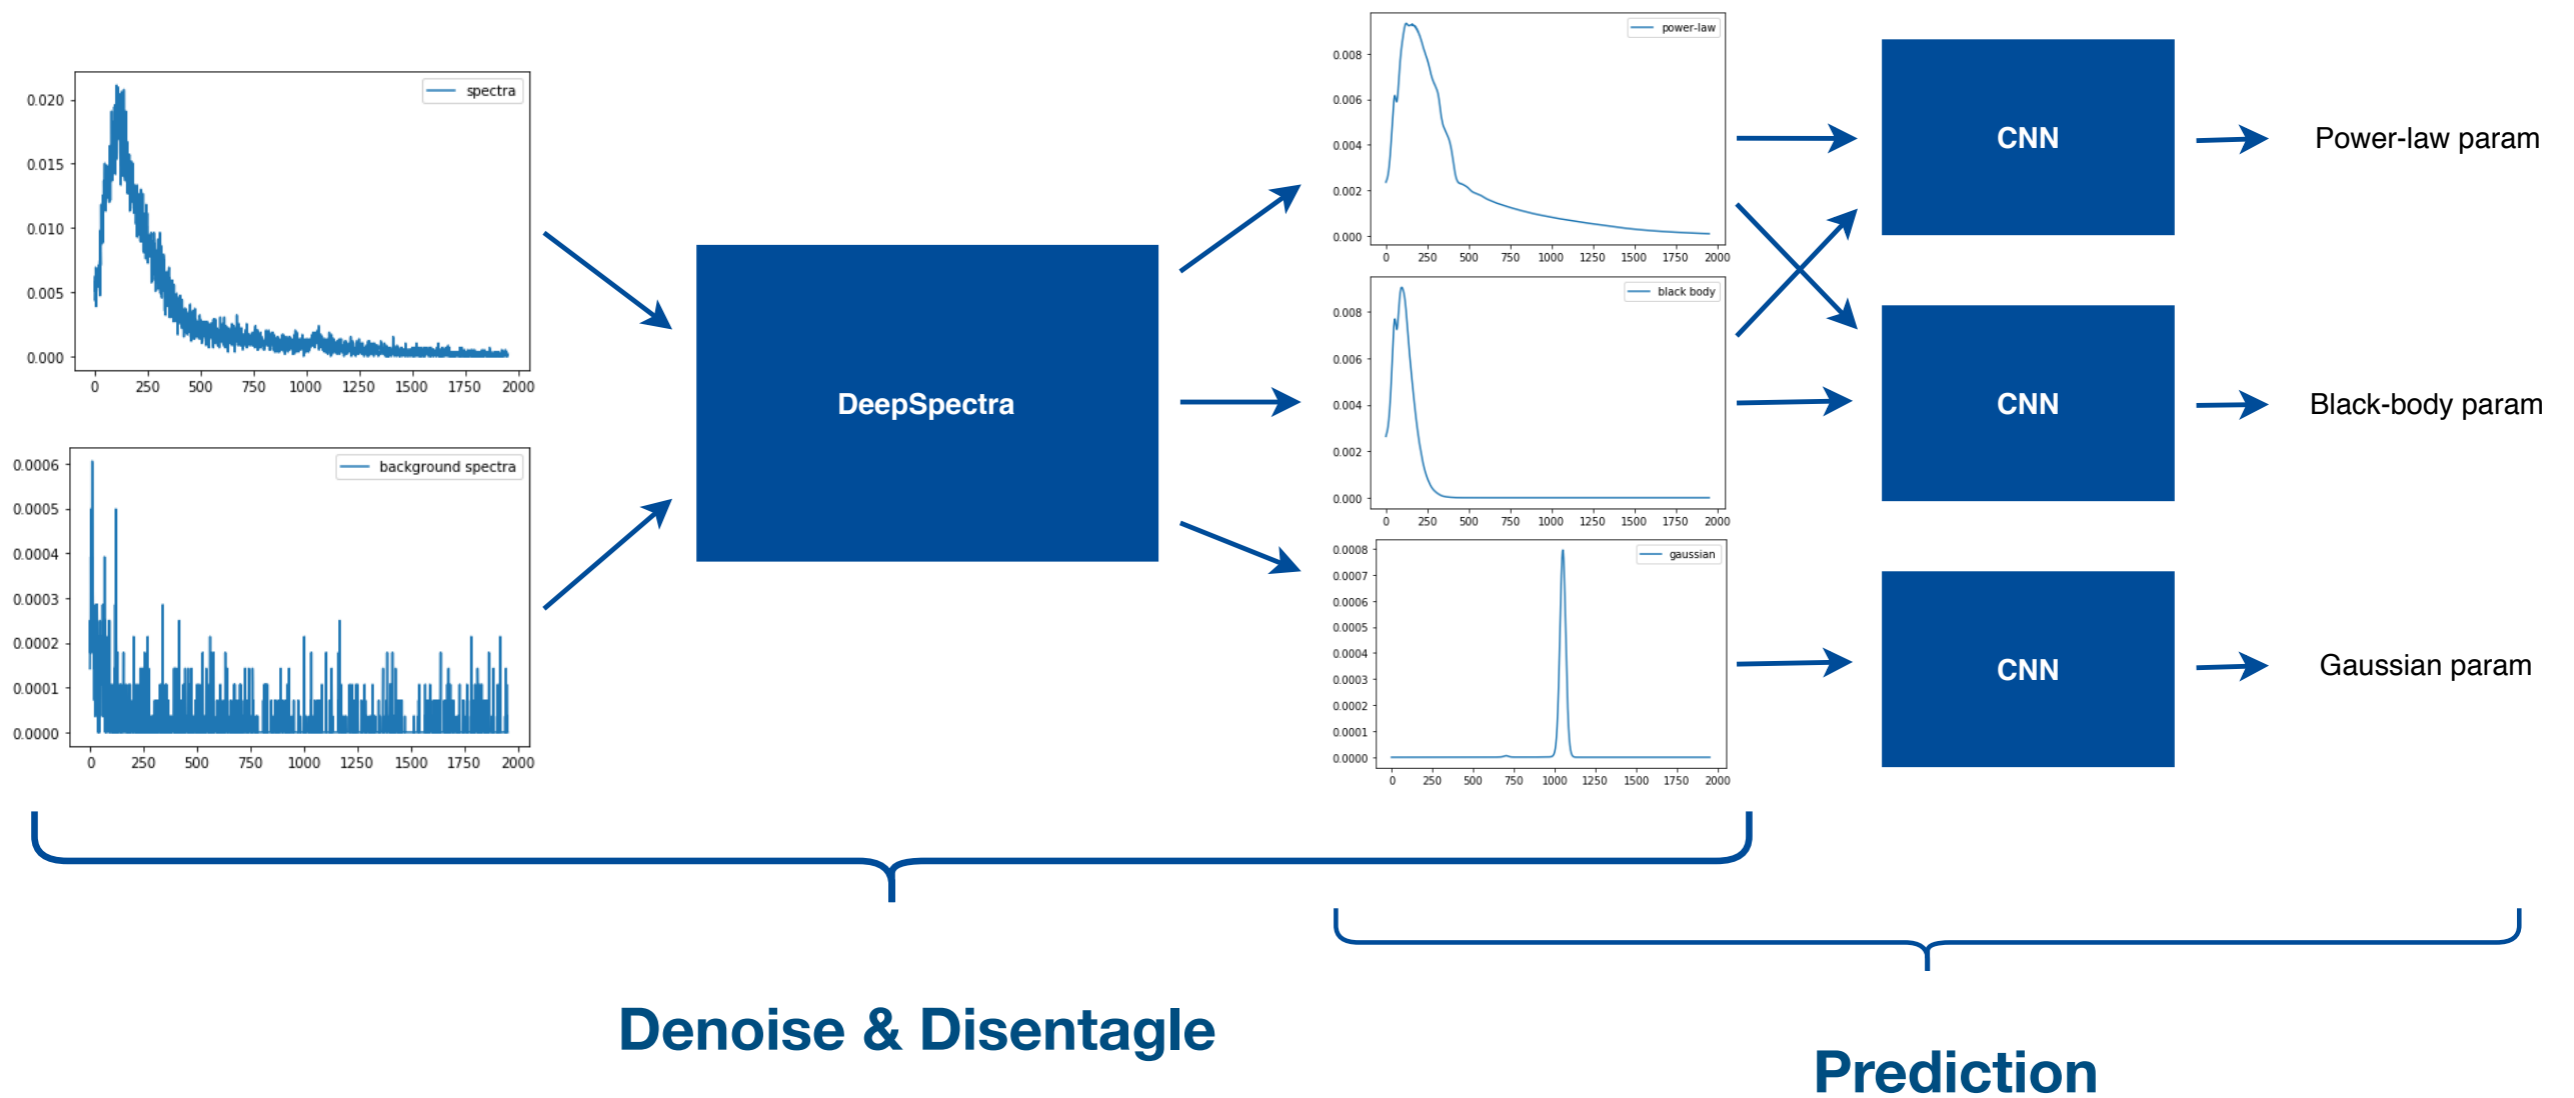 spectra
0.020
0.015
0.010
0.005
0.000
0 250 500 750 1000 1250 1500 1750 2000
background spectra
0.0006
0.0005
0.0004
0.0003
0.0002
0.0001
0.0000
0 250 500 750 1000 1250 1500 1750 2000
DeepSpectra
power-law
0.008
0.006
0.004
0.002
0.000
0 250 500 750 1000 1250 1500 1750 2000
black body
0.008
0.006
0.004
0.002
0.000
0 250 500 750 1000 1250 1500 1750 2000
gaussian
0.0008
0.0007
0.0006
0.0005
0.0004
0.0003
0.0002
0.0001
0.0000
0 250 500 750 1000 1250 1500 1750 2000
CNN
Power-law param
CNN
Black-body param
CNN
Gaussian param
Denoise & Disentagle
Prediction